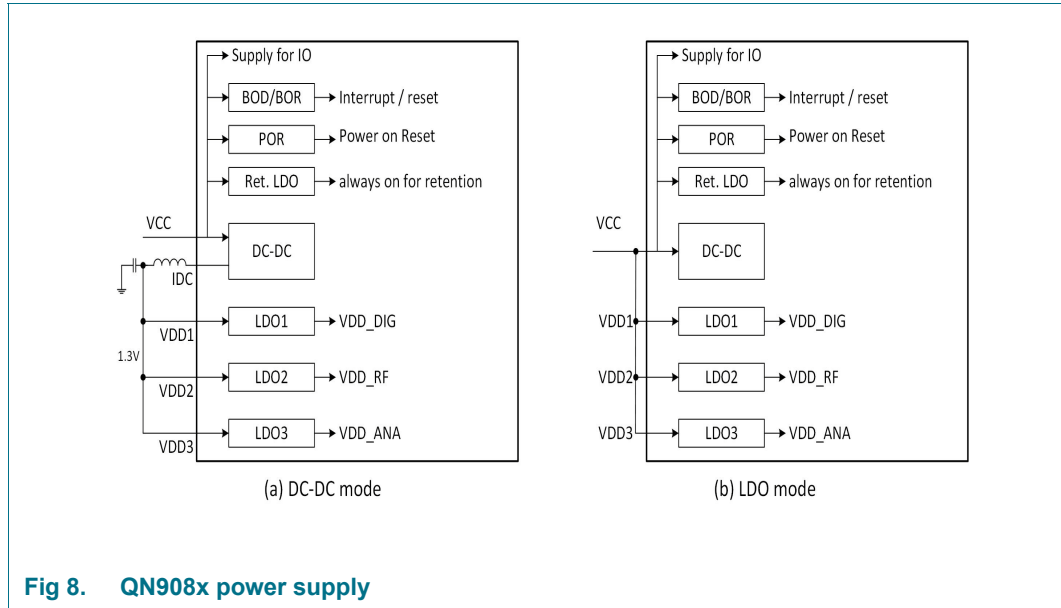 Supply for IO
BOD/BOR
Interrupt / reset
POR
Power on Reset
Ret. LDO
always on for retention
VCC
DC-DC
IDC
LDO1
VDD_DIG
VDD1
1.3V
LDO2
VDD_RF
VDD2
LDO3
VDD_ANA
VDD3
(a) DC-DC mode
Supply for IO
BOD/BOR
Interrupt / reset
POR
Power on Reset
Ret. LDO
always on for retention
VCC
DC-DC
VDD1
LDO1
VDD_DIG
VDD2
LDO2
VDD_RF
VDD3
LDO3
VDD_ANA
(b) LDO mode
Fig 8. QN908x power supply